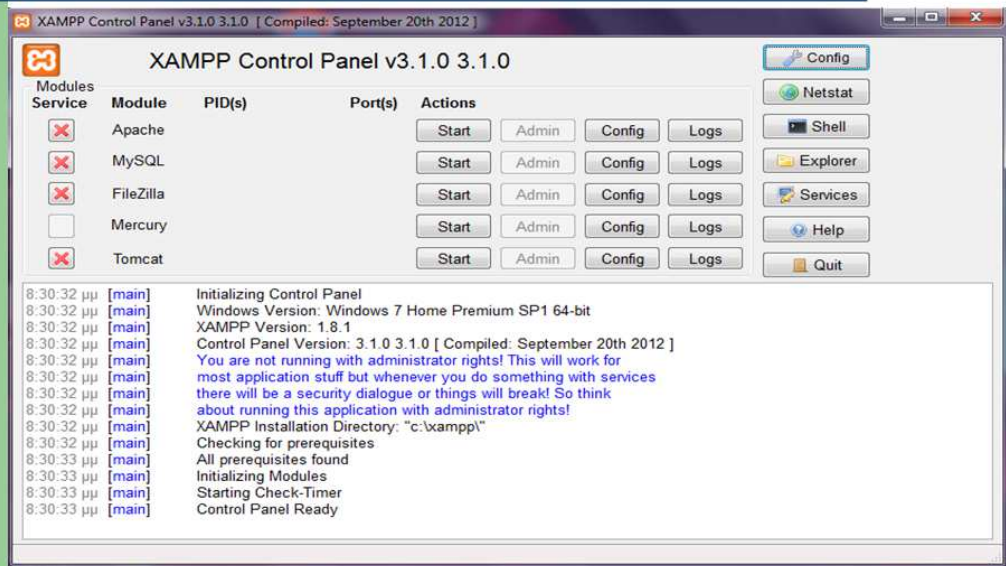 XAMPP Control Panel v3.1.0 3.1.0 [ Compiled: September 20th 2012 ]
XAMPP Control Panel v3.1.0 3.1.0
Config
Modules
Service Module PID(s) Port(s) Actions
Netstat
Apache Start Admin Config Logs
Shell
MySQL Start Admin Config Logs
Explorer
FileZilla Start Admin Config Logs
Services
Mercury Start Admin Config Logs
Help
Tomcat Start Admin Config Logs
Quit
8:30:32 μμ [main] Initializing Control Panel
8:30:32 μμ [main] Windows Version: Windows 7 Home Premium SP1 64-bit
8:30:32 μμ [main] XAMPP Version: 1.8.1
8:30:32 μμ [main] Control Panel Version: 3.1.0 3.1.0 [ Compiled: September 20th 2012 ]
8:30:32 μμ [main] You are not running with administrator rights! This will work for
8:30:32 μμ [main] most application stuff but whenever you do something with services
8:30:32 μμ [main] there will be a security dialogue or things will break! So think
8:30:32 μμ [main] about running this application with administrator rights!
8:30:32 μμ [main] XAMPP Installation Directory: "c:\xampp\"
8:30:32 μμ [main] Checking for prerequisites
8:30:33 μμ [main] All prerequisites found
8:30:33 μμ [main] Initializing Modules
8:30:33 μμ [main] Starting Check-Timer
8:30:33 μμ [main] Control Panel Ready